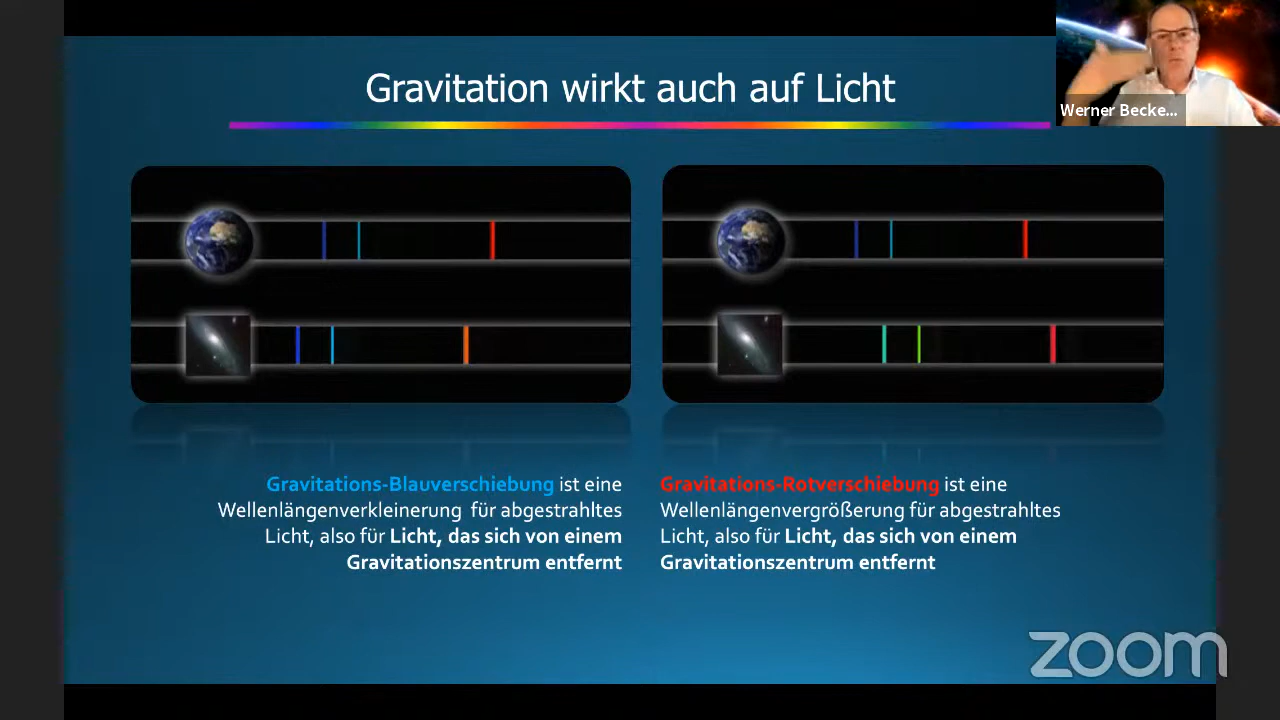 Gravitation wirkt auch auf Licht
Werner Becke...
Gravitations-Blauverschiebung ist eine
Wellenlängenverkleinerung für abgestrahltes
Licht, also für Licht, das sich von einem
Gravitationszentrum entfernt
Gravitations-Rotverschiebung ist eine
Wellenlängenvergrößerung für abgestrahltes
Licht, also für Licht, das sich von einem
Gravitationszentrum entfernt
zoom